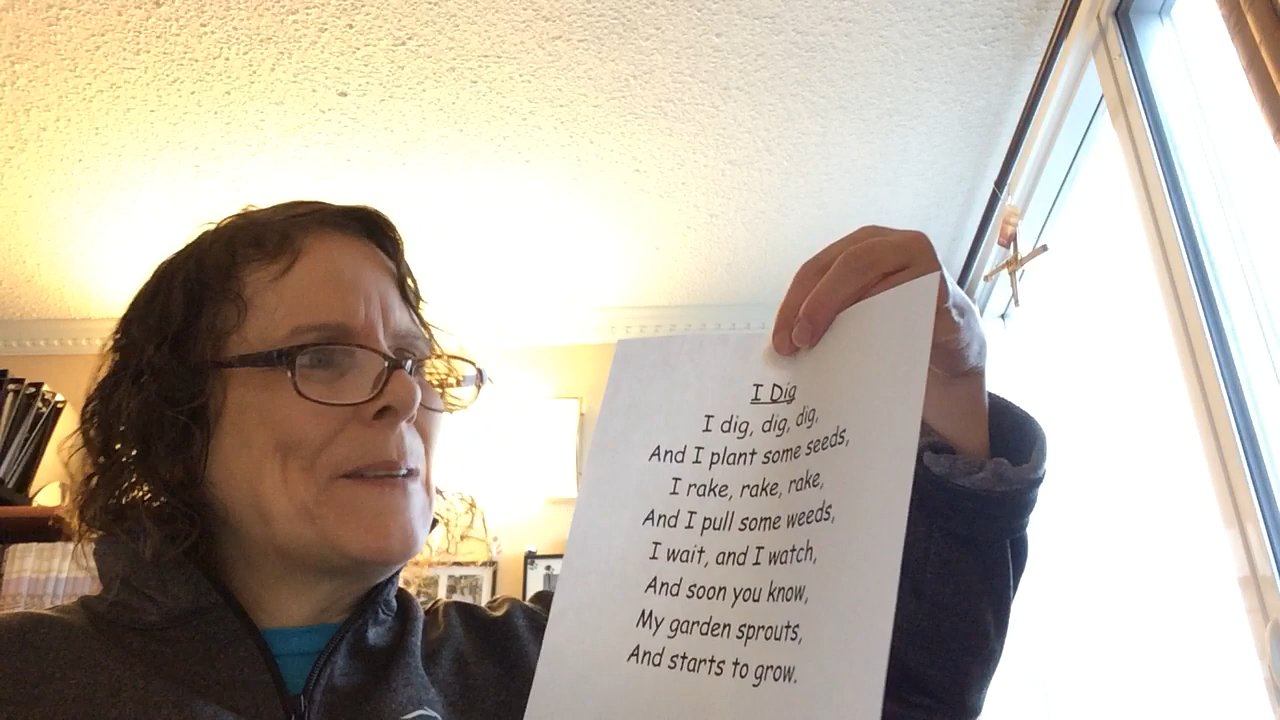 I Dig
I dig, dig, dig,
And I plant some seeds,
I rake, rake, rake,
And I pull some weeds,
I wait, and I watch,
And soon you know,
My garden sprouts,
And starts to grow.